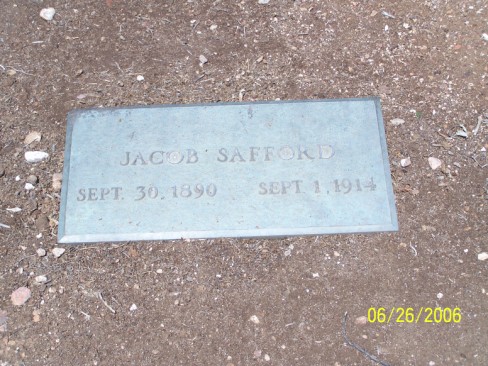 JACOB SAFFORD
SEPT. 30, 1890 SEPT. 1, 1914
06/26/2006